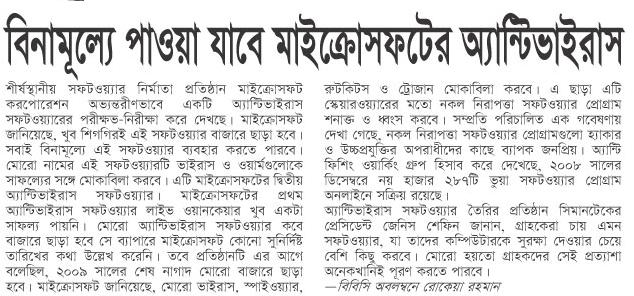 বিনামূল্যে পাওয়া যাবে মাইক্রোসফটের অ্যান্টিভাইরাস
শীর্ষস্থানীয় সফটওয়্যার নির্মাতা প্রতিষ্ঠান মাইক্রোসফট
করপোরেশন অভ্যন্তরীণভাবে একটি অ্যান্টিভাইরাস
সফটওয়্যারের পরীক্ষভ-নিরীক্ষা করে দেখছে। মাইক্রোসফট
জানিয়েছে, খুব শিগগিরই এই সফটওয়্যার বাজারে ছাড়া হবে।
সবাই বিনামূল্যে এই সফটওয়্যার ব্যবহার করতে পারবে।
মোরো নামের এই সফটওয়্যারটি ভাইরাস ও ওয়ার্মগুলোকে
সাফল্যের সঙ্গে মোকাবিলা করবে। এটি মাইক্রোসফটের দ্বিতীয়
অ্যান্টিভাইরাস সফটওয়্যার। মাইক্রোসফটের প্রথম
অ্যান্টিভাইরাস সফটওয়্যার লাইভ ওয়ানকেয়ার খুব একটা
সাফল্য পায়নি। মোরো অ্যান্টিভাইরাস সফটওয়্যার কবে
বাজারে ছাড়া হবে সে ব্যাপারে মাইক্রোসফট কোনো সুনির্দিষ্ট
তারিখের কথা উল্লেখ করেনি। তবে প্রতিষ্ঠানটি এর আগে
বলেছিল, ২০০৯ সালের শেষ নাগাদ মোরো বাজারে ছাড়া
হবে। মাইক্রোসফট জানিয়েছে, মোরো ভাইরাস, স্পাইওয়্যার,
রুটকিটস ও ট্রোজান মোকাবিলা করবে। এ ছাড়া এটি
স্কেয়ারওয়্যারের মতো নকল নিরাপত্তা সফটওয়্যার প্রোগ্রাম
শনাক্ত ও ধ্বংস করবে। সম্প্রতি পরিচালিত এক গবেষণায়
দেখা গেছে, নকল নিরাপত্তা সফটওয়্যার প্রোগ্রামগুলো হ্যাকার
ও উচ্চপ্রযুক্তির অপরাধীদের কাছে ব্যাপক জনপ্রিয়। অ্যান্টি
ফিশিং ওয়ার্কিং গ্রুপ হিসাব করে দেখেছে, ২০০৮ সালের
ডিসেম্বরে নয় হাজার ২৮৭টি ভুয়া সফটওয়্যার প্রোগ্রাম
অনলাইনে সক্রিয় রয়েছে।
অ্যান্টিভাইরাস সফটওয়্যার তৈরির প্রতিষ্ঠান সিমানটেকের
প্রেসিডেন্ট জেনিস শেফিন জানান, গ্রাহকেরা চায় এমন
সফটওয়্যার, যা তাদের কম্পিউটারকে সুরক্ষা দেওয়ার চেয়ে
বেশি কিছু করবে। মোরো হয়তো গ্রাহকদের সেই প্রত্যাশা
অনেকখানিই পূরণ করতে পারবে।
—বিবিসি অবলম্বনে রোকেয়া রহমান